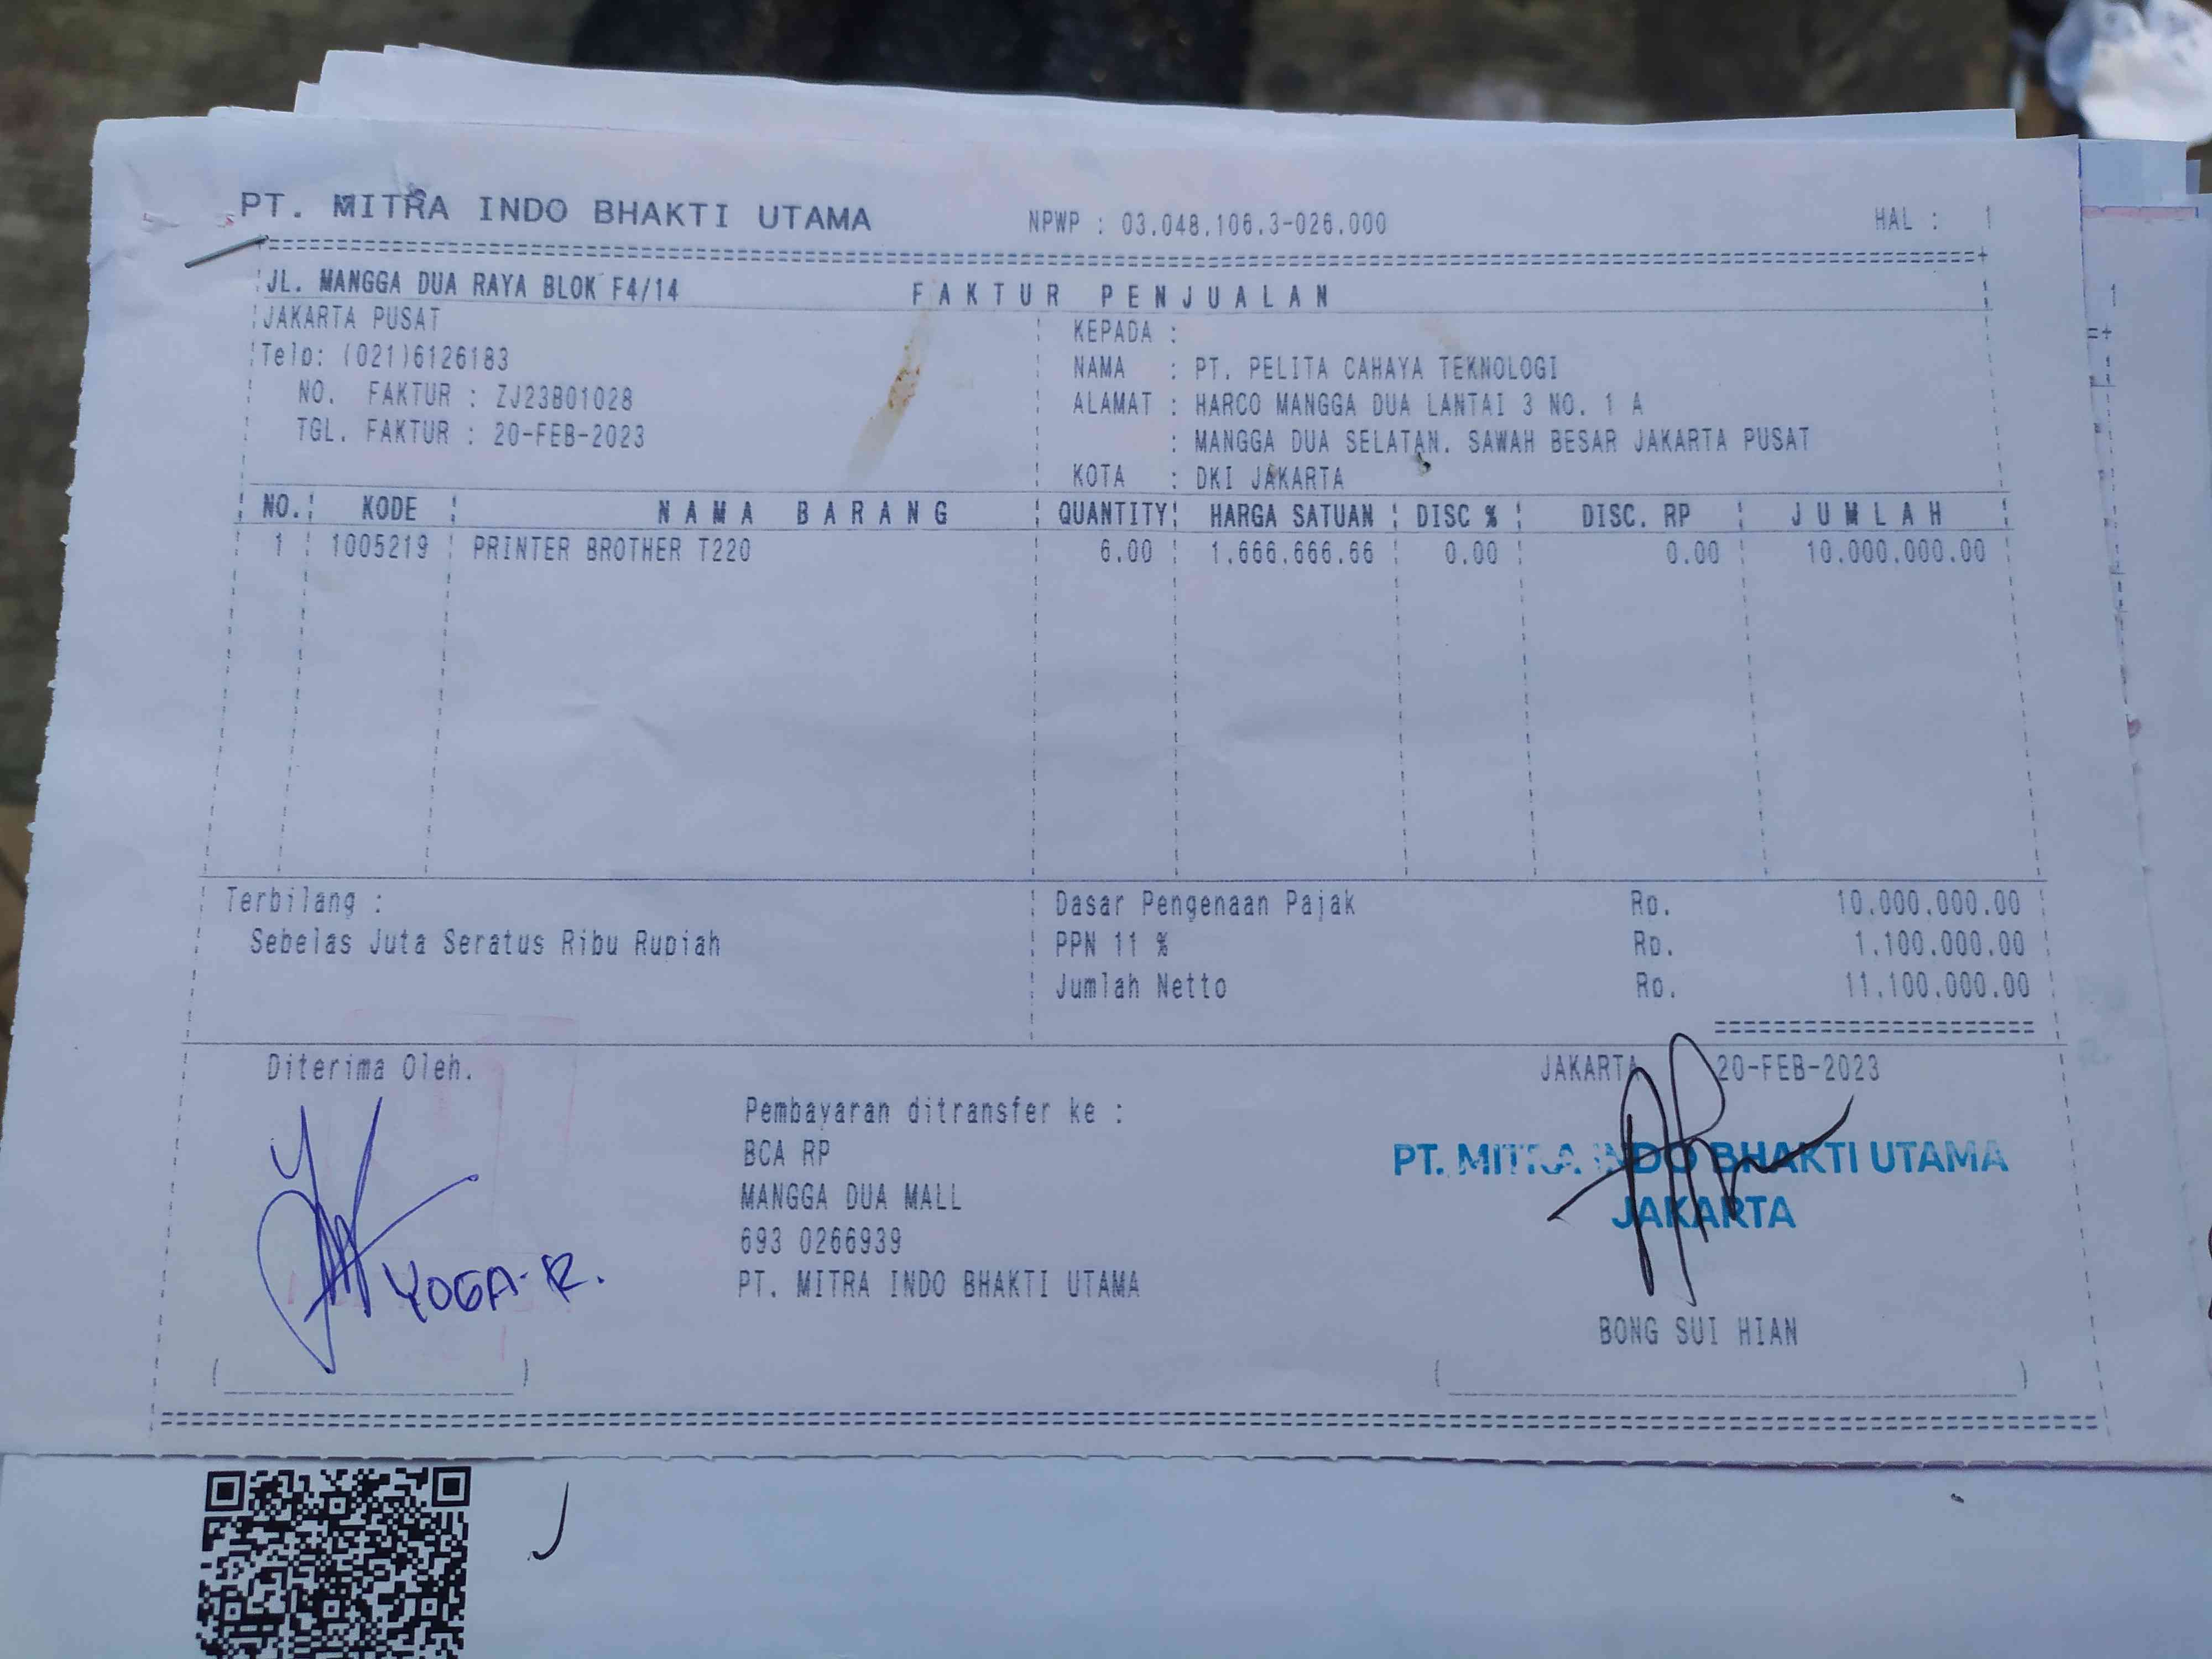 PT. MITRA INDO BHAKTI UTAMA NPWP : 03.048.106.3-026.000 HAL : 1
JL. MANGGA DUA RAYA BLOK F4/14 FAKTUR PENJUALAN
JAKARTA PUSAT
Telp: (021)6126183
NO. FAKTUR : ZJ23B01028
TGL. FAKTUR : 20-FEB-2023
KEPADA :
NAMA : PT. PELITA CAHAYA TEKNOLOGI
ALAMAT : HARCO MANGGA DUA LANTAI 3 NO. 1 A
: MANGGA DUA SELATAN. SAWAH BESAR JAKARTA PUSAT
KOTA : DKI JAKARTA
NO. KODE NAMA BARANG QUANTITY HARGA SATUAN DISC % DISC. RP JUMLAH
1 1005219 PRINTER BROTHER T220 6.00 1.666.666.66 0.00 0.00 10.000.000.00
Terbilang :
Sebelas Juta Seratus Ribu Rupiah
Dasar Pengenaan Pajak Rp. 10.000.000.00
PPN 11 % Rp. 1.100.000.00
Jumlah Netto Rp. 11.100.000.00
Diterima Oleh.
YOGA R.
Pembayaran ditransfer ke :
BCA RP
MANGGA DUA MALL
693 0266939
PT. MITRA INDO BHAKTI UTAMA
JAKARTA 20-FEB-2023
PT. MITRA INDO BHAKTI UTAMA
JAKARTA
BONG SUI HIAN
1